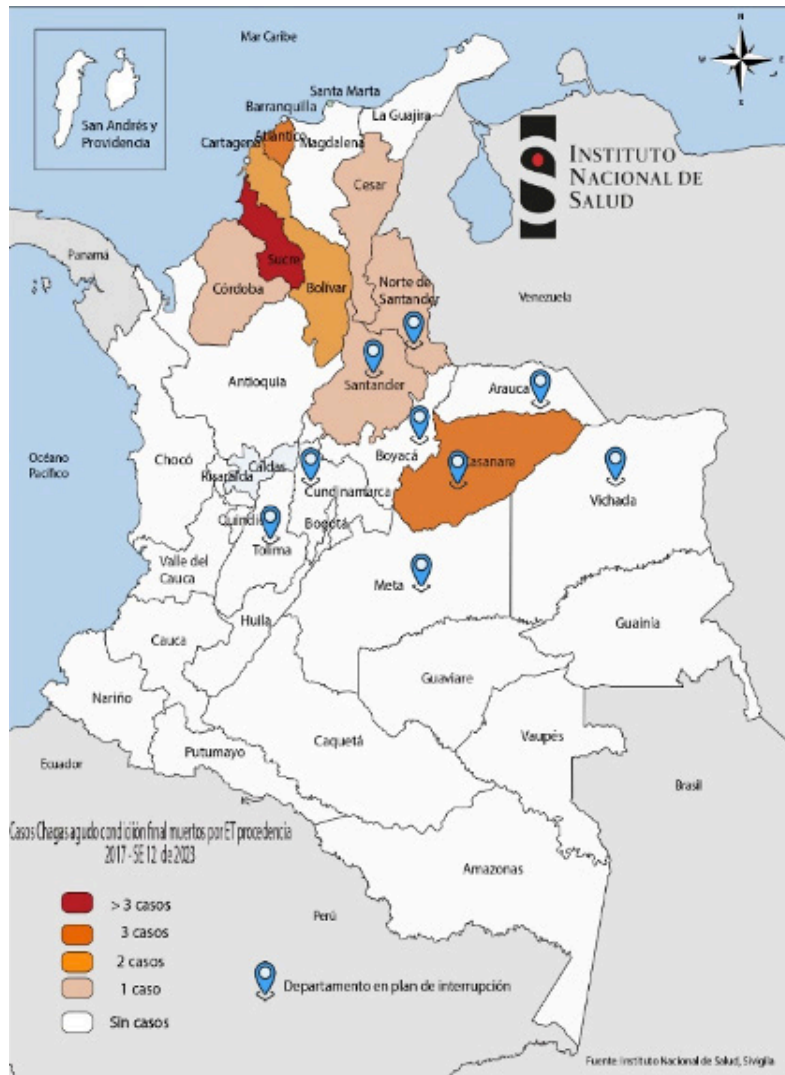 N
W
E
S
Mar Caribe
San Andrés y
Providencia
Santa Marta
Barranquilla
La Guajira
Cartagena
Atlántico
Magdalena
Cesar
INSTITUTO
NACIONAL DE
SALUD
Panamá
Sucre
Córdoba
Bolívar
Norte de
Santander
Venezuela
Antioquia
Santander
Arauca
Océano
Pacífico
Chocó
Boyacá
Casanare
Caldas
Risaralda
Cundinamarca
Vichada
Quindío
Bogotá
Tolima
Valle del
Cauca
Meta
Huila
Guainía
Cauca
Guaviare
Nariño
Vaupés
Caquetá
Putumayo
Ecuador
Brasil
Casos Chagas agudo condición final muertos por ET procedencia
2017 - SE 12 de 2023
Amazonas
> 3 casos
3 casos
2 casos
1 caso
Sin casos
Perú
Departamento en plan de interrupción
Fuente: Instituto Nacional de Salud, Sivigila